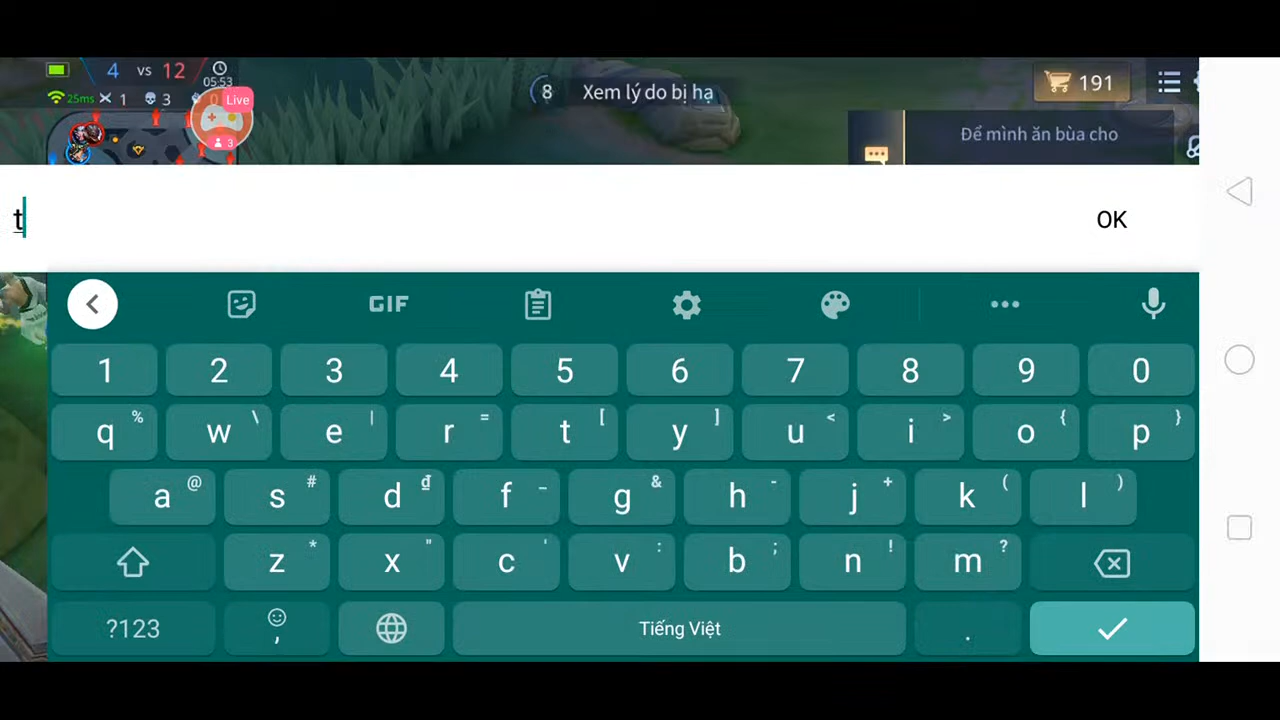 4 vs 12
05:53
25ms 1 3 0
Live
3
8 Xem lý do bị hạ
191
Để mình ăn bùa cho
t
OK
GIF
1 2 3 4 5 6 7 8 9 0
q % w \ e | r = t [ y ] u < i > o { p }
a @ s # d ₫ f _ g & h - j + k ( l )
z * x " c ' v : b ; n ! m ?
?123 , Tiếng Việt .